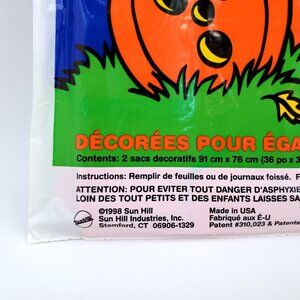 DÉCORÉES POUR ÉGA
Contents: 2 sacs decoratifs 91 cm x 76 cm (36 po x 3
Instructions: Remplir de feuilles ou de journaux foissé. F
ATTENTION: POUR EVITER TOUT DANGER D'ASPHYXIE
LOIN DES TOUT PETITS ET DES ENFANTS LAISSES SA
©1998 Sun Hill
Sun Hill Industries, Inc.
Stamford, CT 06906-1329
Made in USA
Fabriqué aux É-U
Patent #310,023 & Patents